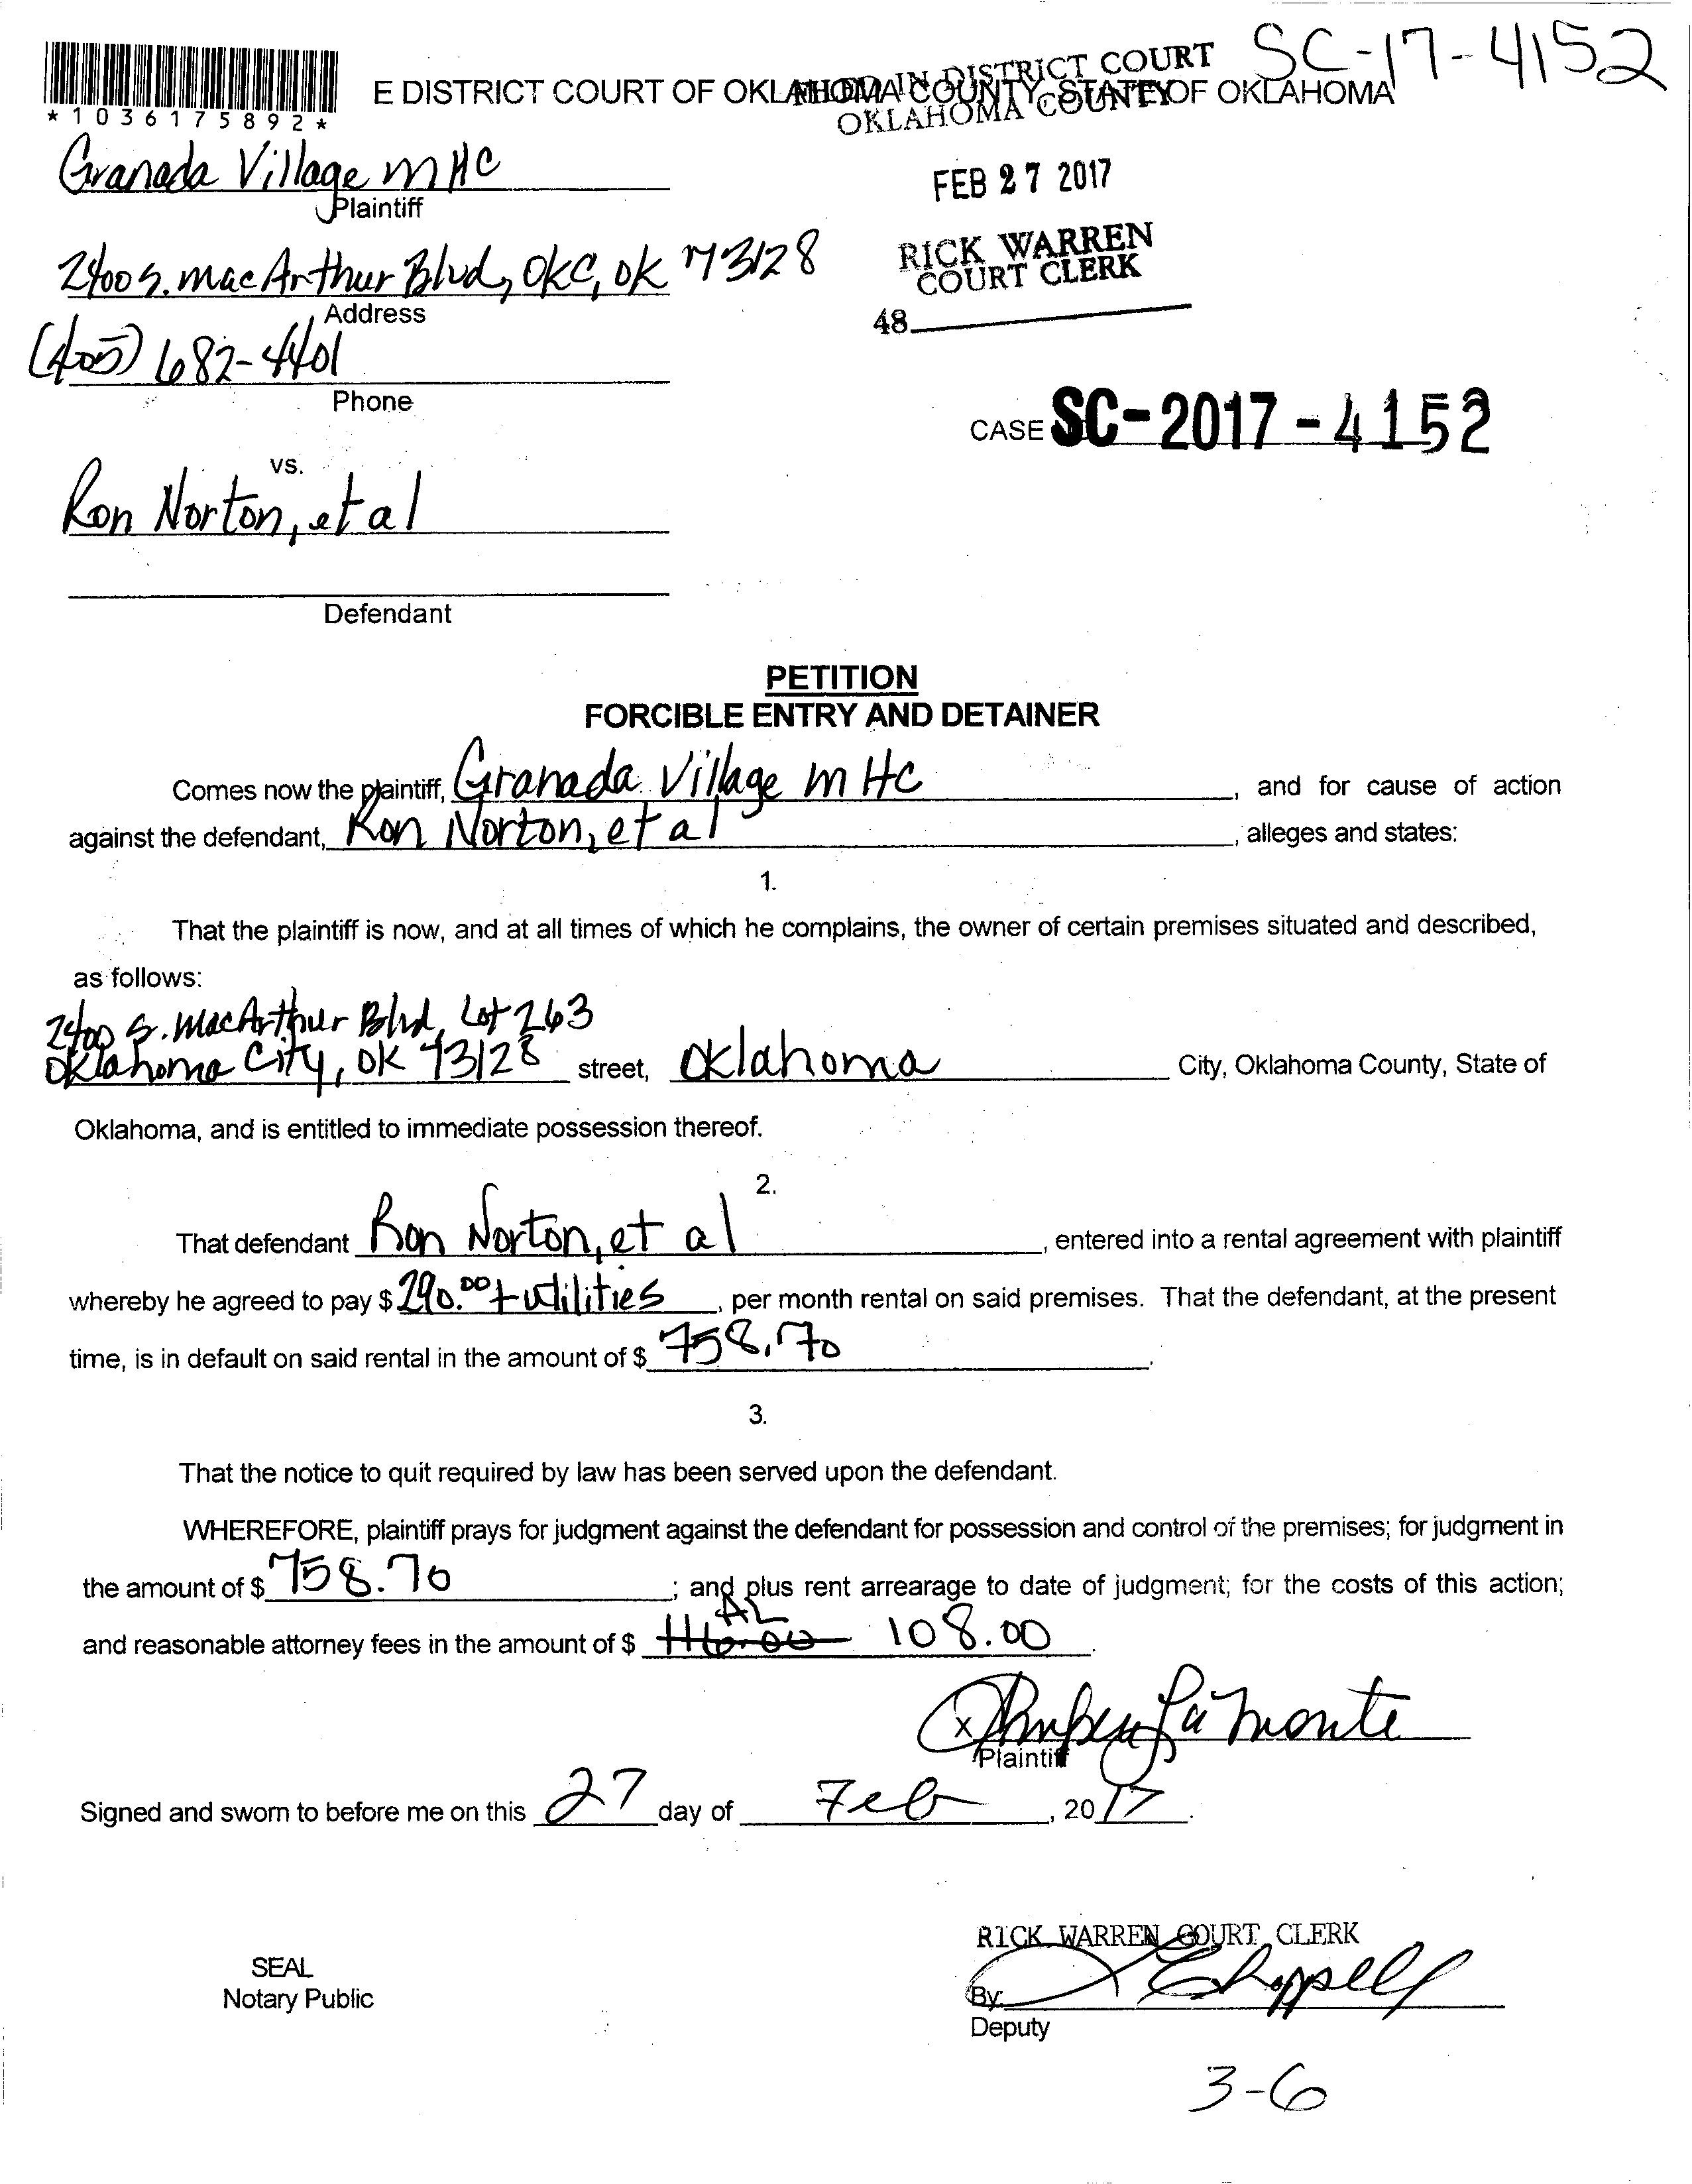 SC-17-4152
E DISTRICT COURT OF OKLAHOMA COUNTY, STATE OF OKLAHOMA
IN DISTRICT COURT
OKLAHOMA COUNTY
*1036175892*
Granada Village MHC
Plaintiff
FEB 27 2017
2400 S. MacArthur Blvd, OKC, OK 73128
Address
RICK WARREN
COURT CLERK
48
(405) 682-4401
Phone
CASE SC-2017-4152
vs.
Ron Norton, et al
Defendant
PETITION
FORCIBLE ENTRY AND DETAINER
Comes now the plaintiff, Granada Village MHC, and for cause of action
against the defendant, Ron Norton, et al, alleges and states:
1.
That the plaintiff is now, and at all times of which he complains, the owner of certain premises situated and described,
as follows:
2400 S. MacArthur Blvd, Lot 263
Oklahoma City, OK 73128 street, Oklahoma City, Oklahoma County, State of
Oklahoma, and is entitled to immediate possession thereof.
2.
That defendant Ron Norton, et al, entered into a rental agreement with plaintiff
whereby he agreed to pay $ 290.00 + utilities, per month rental on said premises. That the defendant, at the present
time, is in default on said rental in the amount of $ 758.70.
3.
That the notice to quit required by law has been served upon the defendant.
WHEREFORE, plaintiff prays for judgment against the defendant for possession and control of the premises; for judgment in
the amount of $ 758.70; and plus rent arrearage to date of judgment; for the costs of this action;
AL
and reasonable attorney fees in the amount of $ 116.00 108.00.
x LaMonte
Plaintiff
Signed and sworn to before me on this 27 day of Feb, 2017.
RICK WARREN COURT CLERK
SEAL
Notary Public
By: Chappell
Deputy
3-6